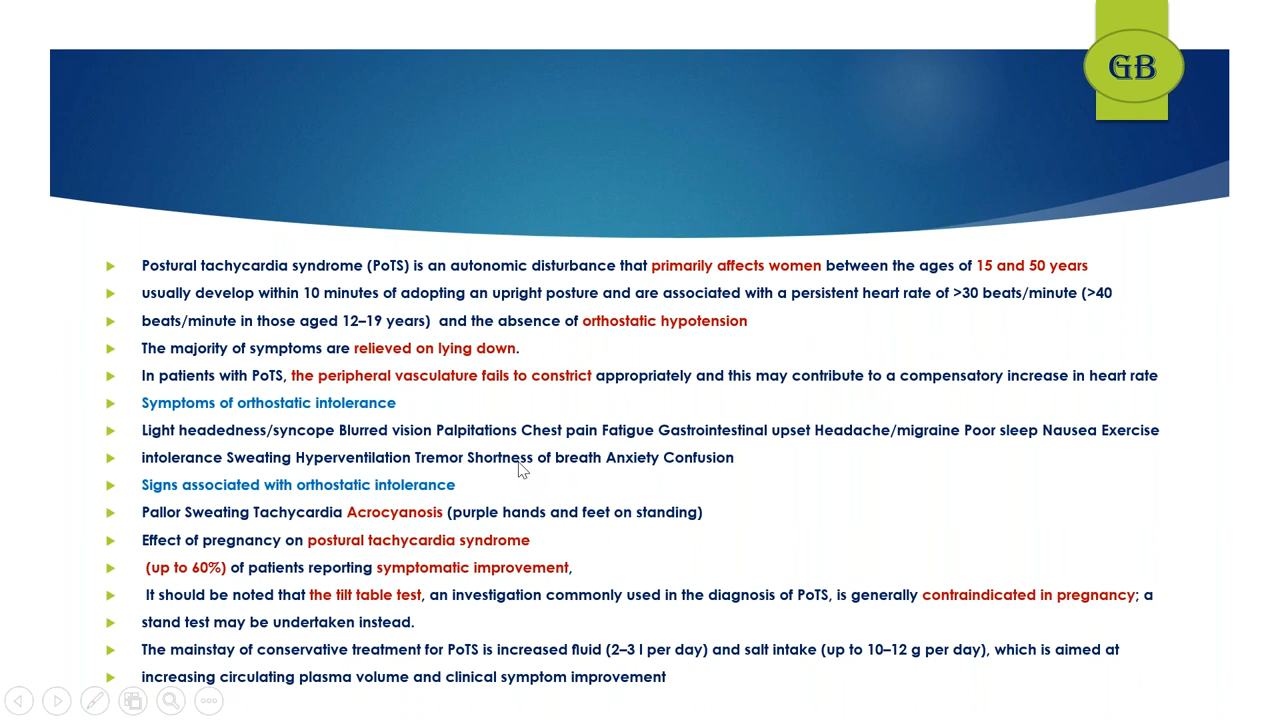 GB
Postural tachycardia syndrome (PoTS) is an autonomic disturbance that primarily affects women between the ages of 15 and 50 years
usually develop within 10 minutes of adopting an upright posture and are associated with a persistent heart rate of >30 beats/minute (>40
beats/minute in those aged 12–19 years)  and the absence of orthostatic hypotension
The majority of symptoms are relieved on lying down.
In patients with PoTS, the peripheral vasculature fails to constrict appropriately and this may contribute to a compensatory increase in heart rate
Symptoms of orthostatic intolerance
Light headedness/syncope Blurred vision Palpitations Chest pain Fatigue Gastrointestinal upset Headache/migraine Poor sleep Nausea Exercise
intolerance Sweating Hyperventilation Tremor Shortness of breath Anxiety Confusion
Signs associated with orthostatic intolerance
Pallor Sweating Tachycardia Acrocyanosis (purple hands and feet on standing)
Effect of pregnancy on postural tachycardia syndrome
(up to 60%) of patients reporting symptomatic improvement,
It should be noted that the tilt table test, an investigation commonly used in the diagnosis of PoTS, is generally contraindicated in pregnancy; a
stand test may be undertaken instead.
The mainstay of conservative treatment for PoTS is increased fluid (2–3 l per day) and salt intake (up to 10–12 g per day), which is aimed at
increasing circulating plasma volume and clinical symptom improvement